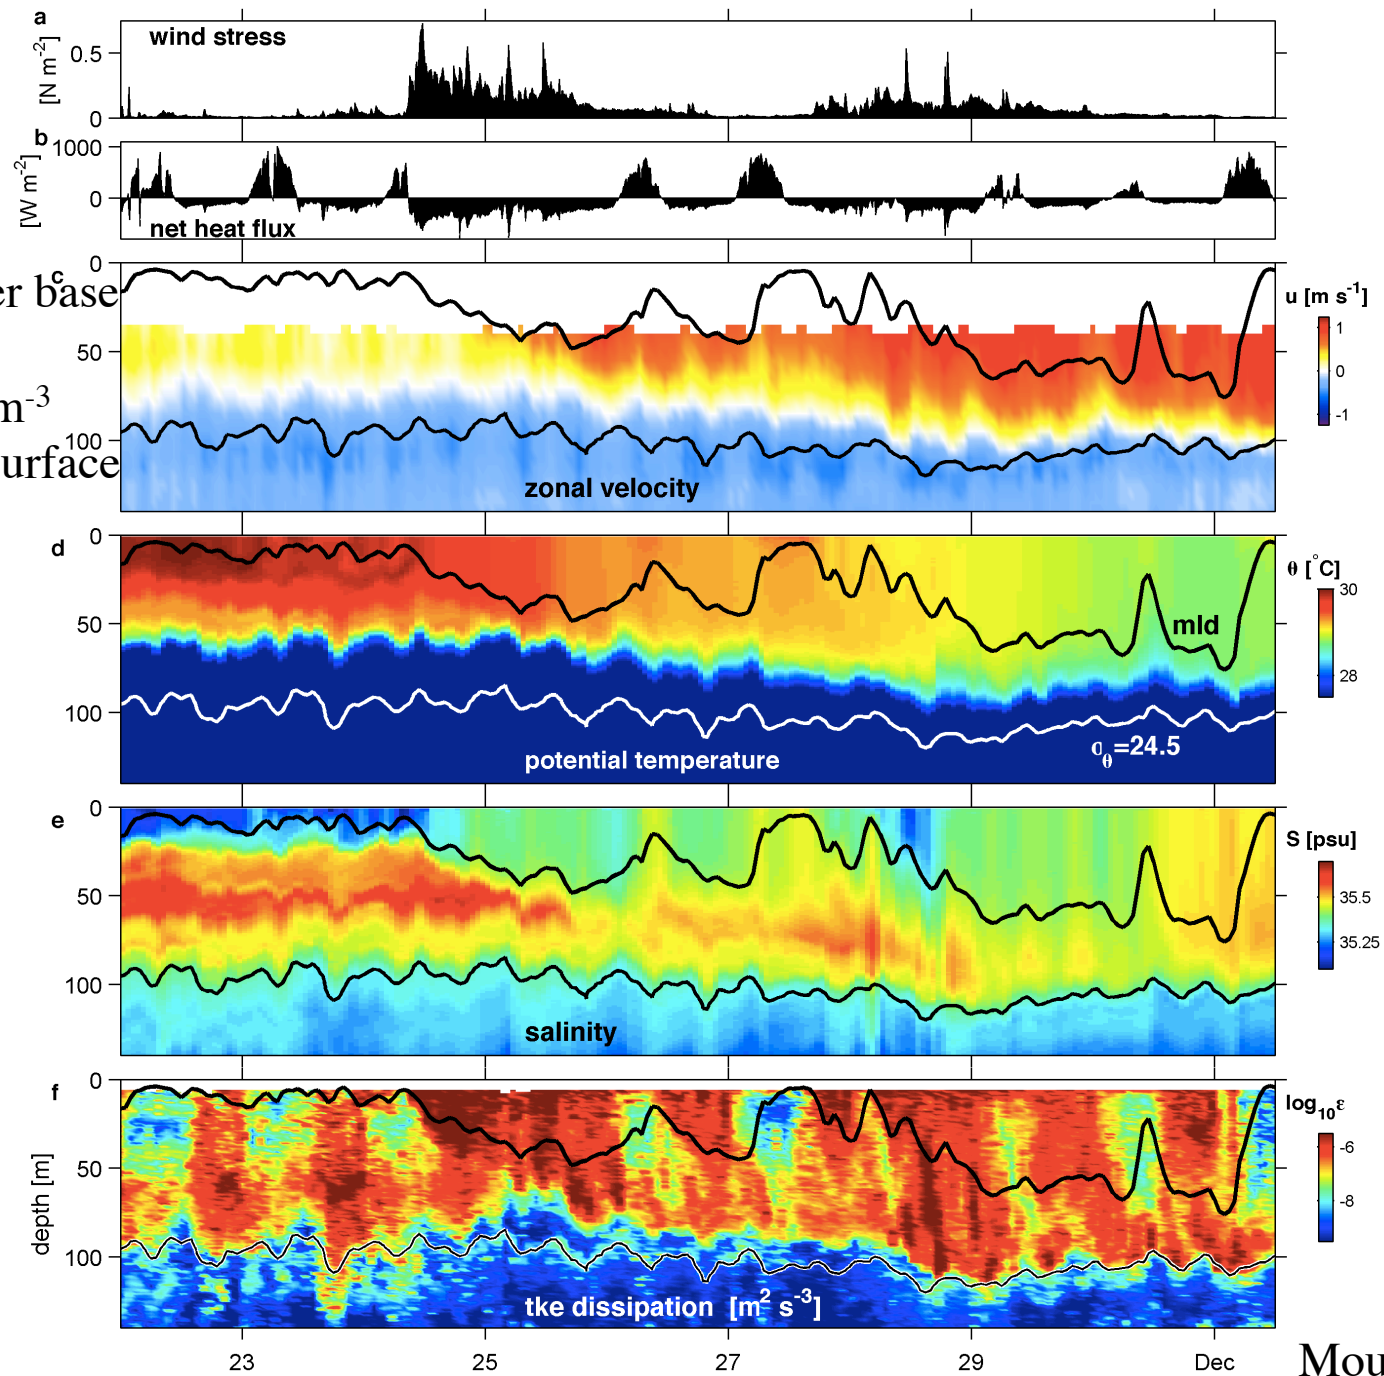 a
wind stress
0.5
0
[N m-2]
b
1000
0
[W m-2]
net heat flux
er base
m-3
urface
c
0
50
100
zonal velocity
u [m s-1]
1
0
-1
d
0
50
100
mld
σθ=24.5
potential temperature
θ [°C]
30
28
e
0
50
100
salinity
S [psu]
35.5
35.25
f
0
50
100
depth [m]
tke dissipation [m2 s-3]
log10ε
-6
-8
23 25 27 29 Dec
Mou